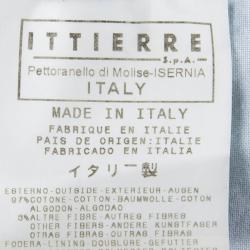 ITTIERRE
S.p.A.
Pettoranello di Molise-ISERNIA
ITALY
MADE IN ITALY
FABRIQUE EN ITALIE
PAIS DE ORIGEN:ITALIE
FABRICADO EN ITALIA
イタリー製
ESTERNO-OUTSIDE-EXTERIEUR-AUßEN
97%COTONE-COTTON-BAUMWOLLE-COTON
ALGODON-ALGODAO
3%ALTRE FIBRE-AUTRES FIBRES
OTHER FIBRES-ANDERE KUNSTFASER
OTRAS FIBRAS-OUTRAS FIBRAS
FODERA-LINING-DOUBLURE-GEFUET